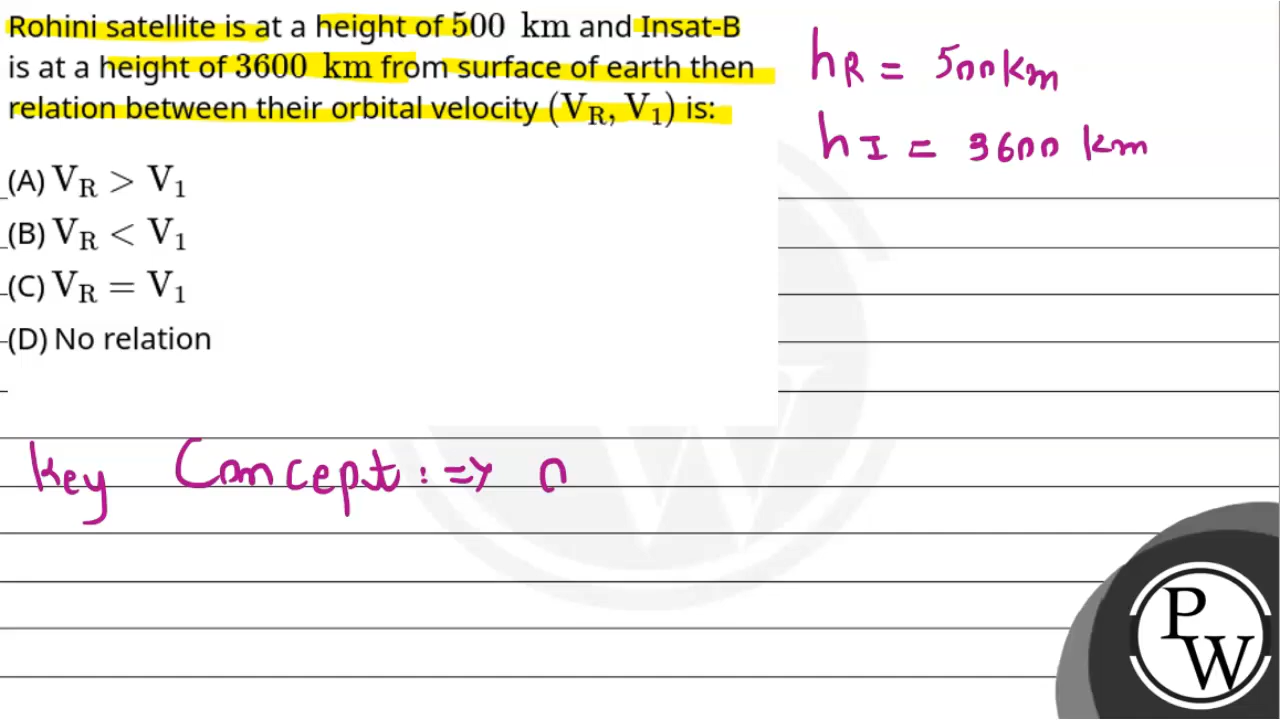 Rohini satellite is at a height of 500 km and Insat-B
is at a height of 3600 km from surface of earth then
relation between their orbital velocity (V_R, V_1) is:
(A) V_R > V_1
(B) V_R < V_1
(C) V_R = V_1
(D) No relation
h_R = 500 km
h_I = 3600 km
Key Concept :⇒ O
PW